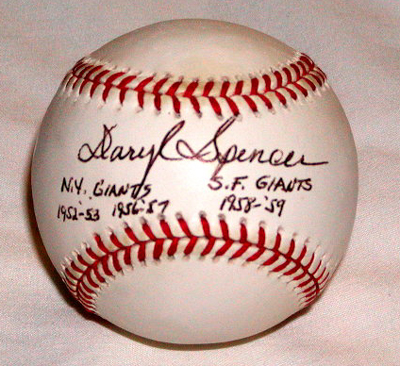 Daryl Spencer
N.Y. GIANTS S.F. GIANTS
1952-53 1956-57 1958-'59